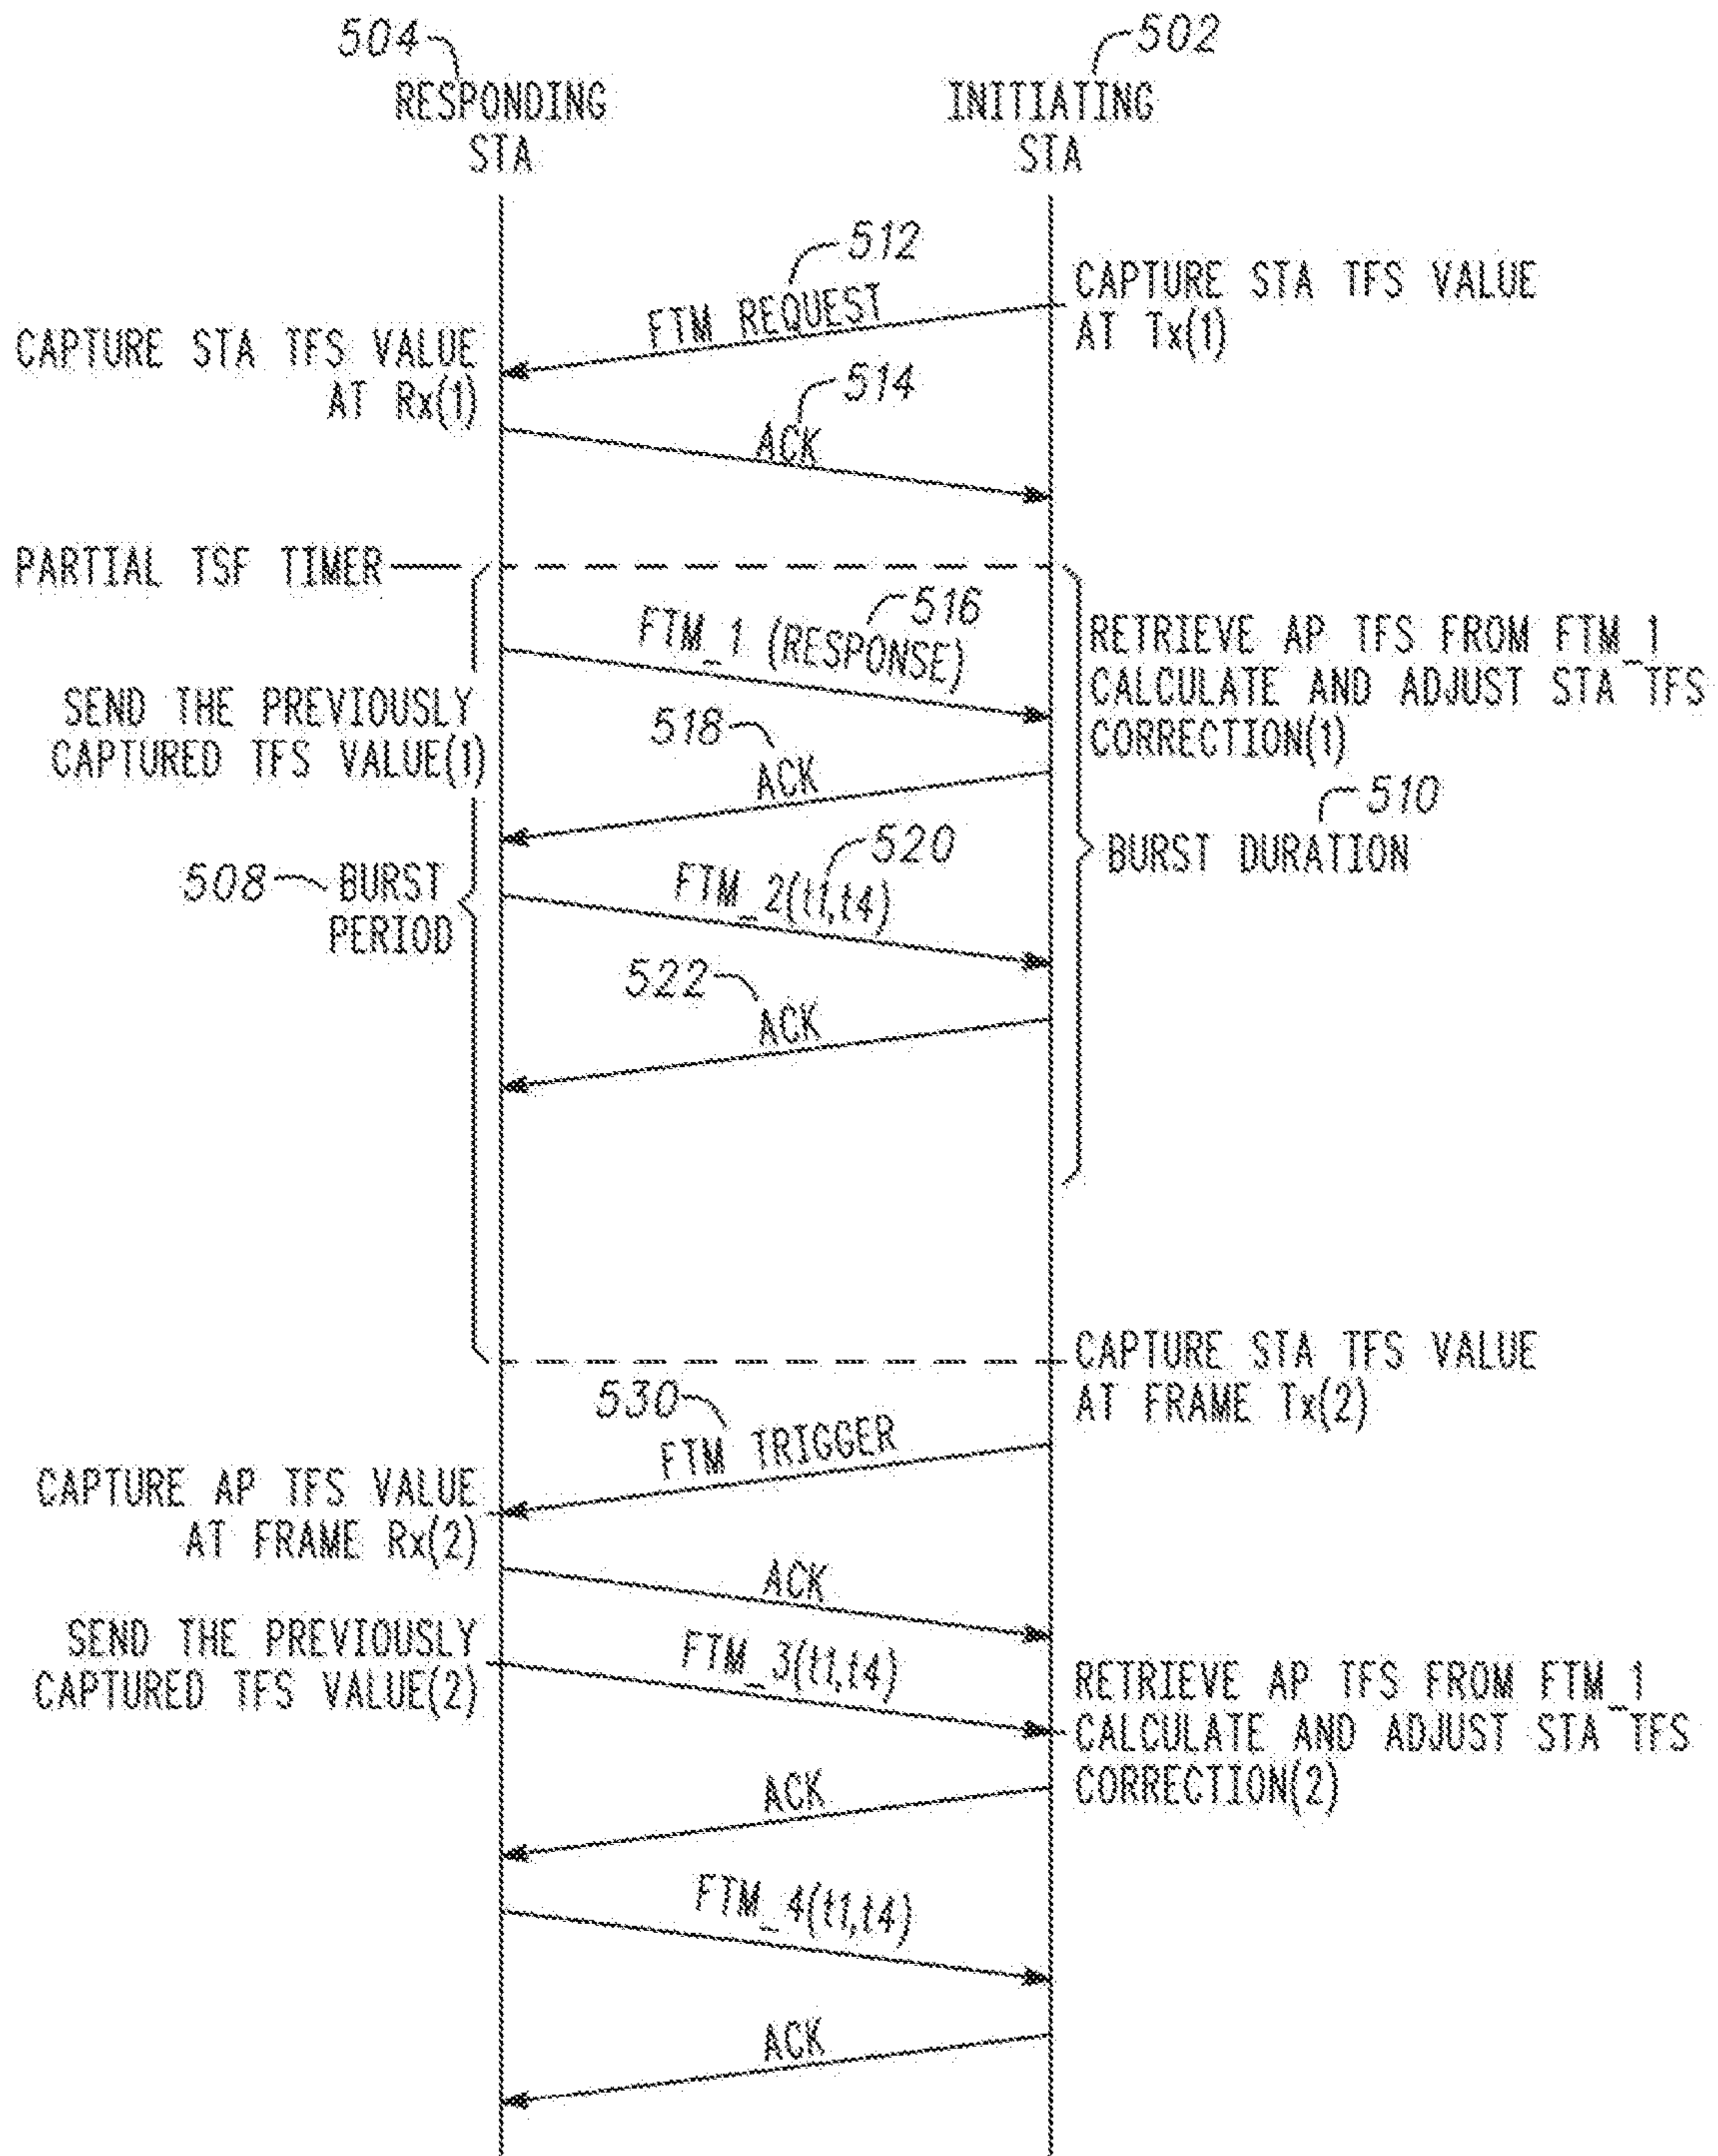 504
502
RESPONDING
STA
INITIATING
STA
512
FTM REQUEST
CAPTURE STA TFS VALUE
AT Tx(1)
CAPTURE STA TFS VALUE
AT Rx(1)
514
ACK
PARTIAL TSF TIMER
516
FTM_1 (RESPONSE)
RETRIEVE AP TFS FROM FTM_1
CALCULATE AND ADJUST STA TFS
CORRECTION(1)
SEND THE PREVIOUSLY
CAPTURED TFS VALUE(1)
518
ACK
510
BURST DURATION
520
FTM_2(t1,t4)
508
BURST
PERIOD
522
ACK
CAPTURE STA TFS VALUE
AT FRAME Tx(2)
530
FTM TRIGGER
CAPTURE AP TFS VALUE
AT FRAME Rx(2)
ACK
SEND THE PREVIOUSLY
CAPTURED TFS VALUE(2)
FTM_3(t1,t4)
RETRIEVE AP TFS FROM FTM_1
CALCULATE AND ADJUST STA TFS
CORRECTION(2)
ACK
FTM_4(t1,t4)
ACK